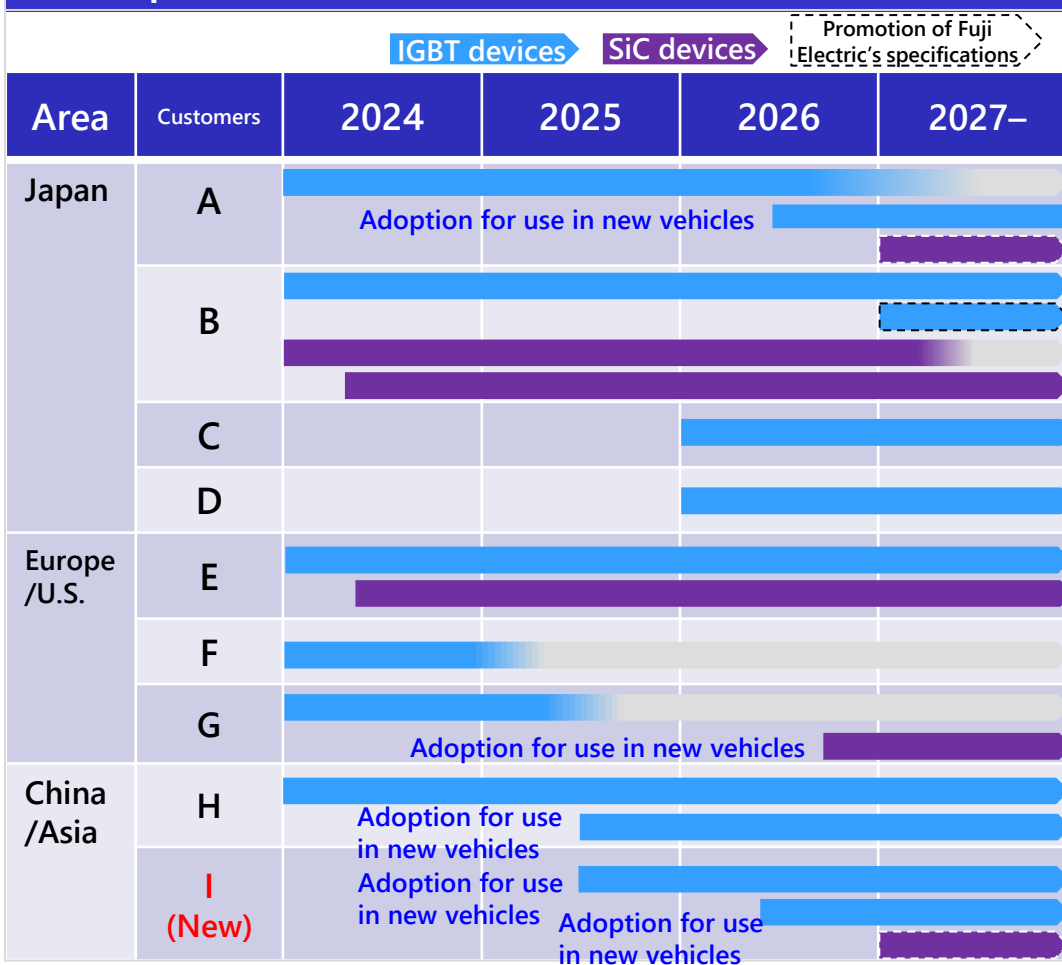 IGBT devices
SiC devices
Promotion of Fuji
Electric's specifications
Area
Customers
2024
2025
2026
2027–
Japan
A
Adoption for use in new vehicles
B
C
D
Europe
/U.S.
E
F
G
Adoption for use in new vehicles
China
/Asia
H
Adoption for use
in new vehicles
I
(New)
Adoption for use
in new vehicles
Adoption for use
in new vehicles